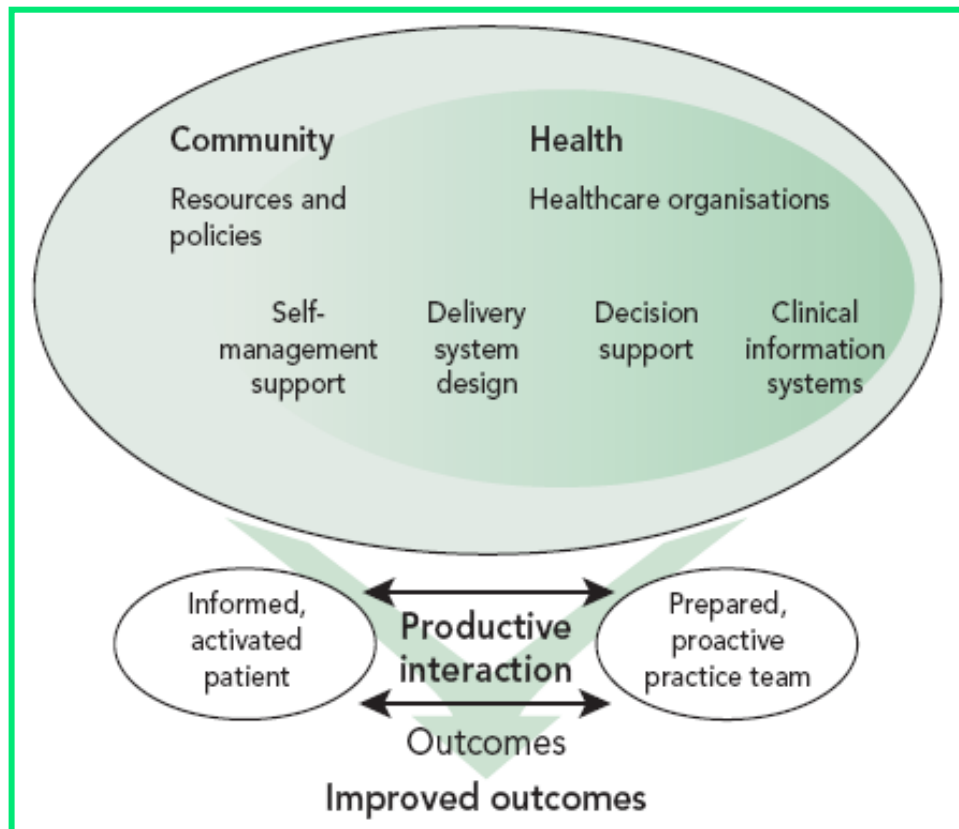 Community
Resources and
policies
Health
Healthcare organisations
Self-
management
support
Delivery
system
design
Decision
support
Clinical
information
systems
Informed,
activated
patient
Productive
interaction
Prepared,
proactive
practice team
Outcomes
Improved outcomes